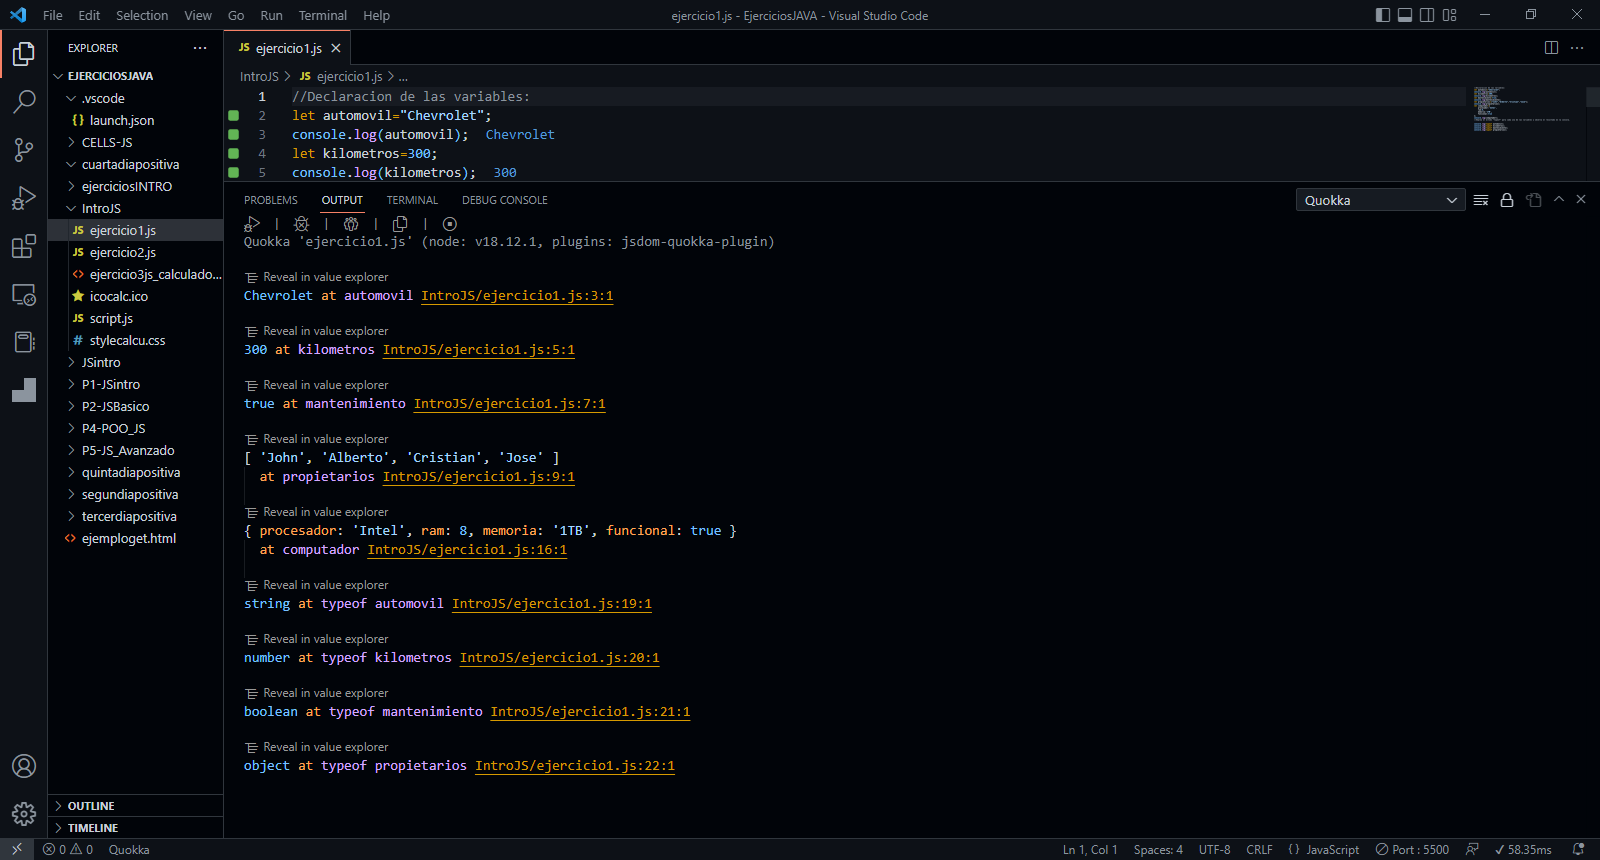 File Edit Selection View Go Run Terminal Help
ejercicio1.js - EjerciciosJAVA - Visual Studio Code
EXPLORER
EJERCICIOSJAVA
.vscode
{} launch.json
CELLS-JS
cuartadiapositiva
ejerciciosINTRO
IntroJS
JS ejercicio1.js
JS ejercicio2.js
<> ejercicio3js_calculado...
icocalc.ico
JS script.js
# stylecalcu.css
JSintro
P1-JSintro
P2-JSBasico
P4-POO_JS
P5-JS_Avanzado
quintadiapositiva
segundiapositiva
tercerdiapositiva
<> ejemploget.html
OUTLINE
TIMELINE
JS ejercicio1.js
IntroJS > JS ejercicio1.js > ...
1 //Declaracion de las variables:
2 let automovil="Chevrolet";
3 console.log(automovil); Chevrolet
4 let kilometros=300;
5 console.log(kilometros); 300
PROBLEMS OUTPUT TERMINAL DEBUG CONSOLE
Quokka
Quokka 'ejercicio1.js' (node: v18.12.1, plugins: jsdom-quokka-plugin)
Reveal in value explorer
Chevrolet at automovil IntroJS/ejercicio1.js:3:1
Reveal in value explorer
300 at kilometros IntroJS/ejercicio1.js:5:1
Reveal in value explorer
true at mantenimiento IntroJS/ejercicio1.js:7:1
Reveal in value explorer
[ 'John', 'Alberto', 'Cristian', 'Jose' ]
at propietarios IntroJS/ejercicio1.js:9:1
Reveal in value explorer
{ procesador: 'Intel', ram: 8, memoria: '1TB', funcional: true }
at computador IntroJS/ejercicio1.js:16:1
Reveal in value explorer
string at typeof automovil IntroJS/ejercicio1.js:19:1
Reveal in value explorer
number at typeof kilometros IntroJS/ejercicio1.js:20:1
Reveal in value explorer
boolean at typeof mantenimiento IntroJS/ejercicio1.js:21:1
Reveal in value explorer
object at typeof propietarios IntroJS/ejercicio1.js:22:1
0 0 Quokka
Ln 1, Col 1 Spaces: 4 UTF-8 CRLF {} JavaScript Port : 5500 ✓ 58.35ms